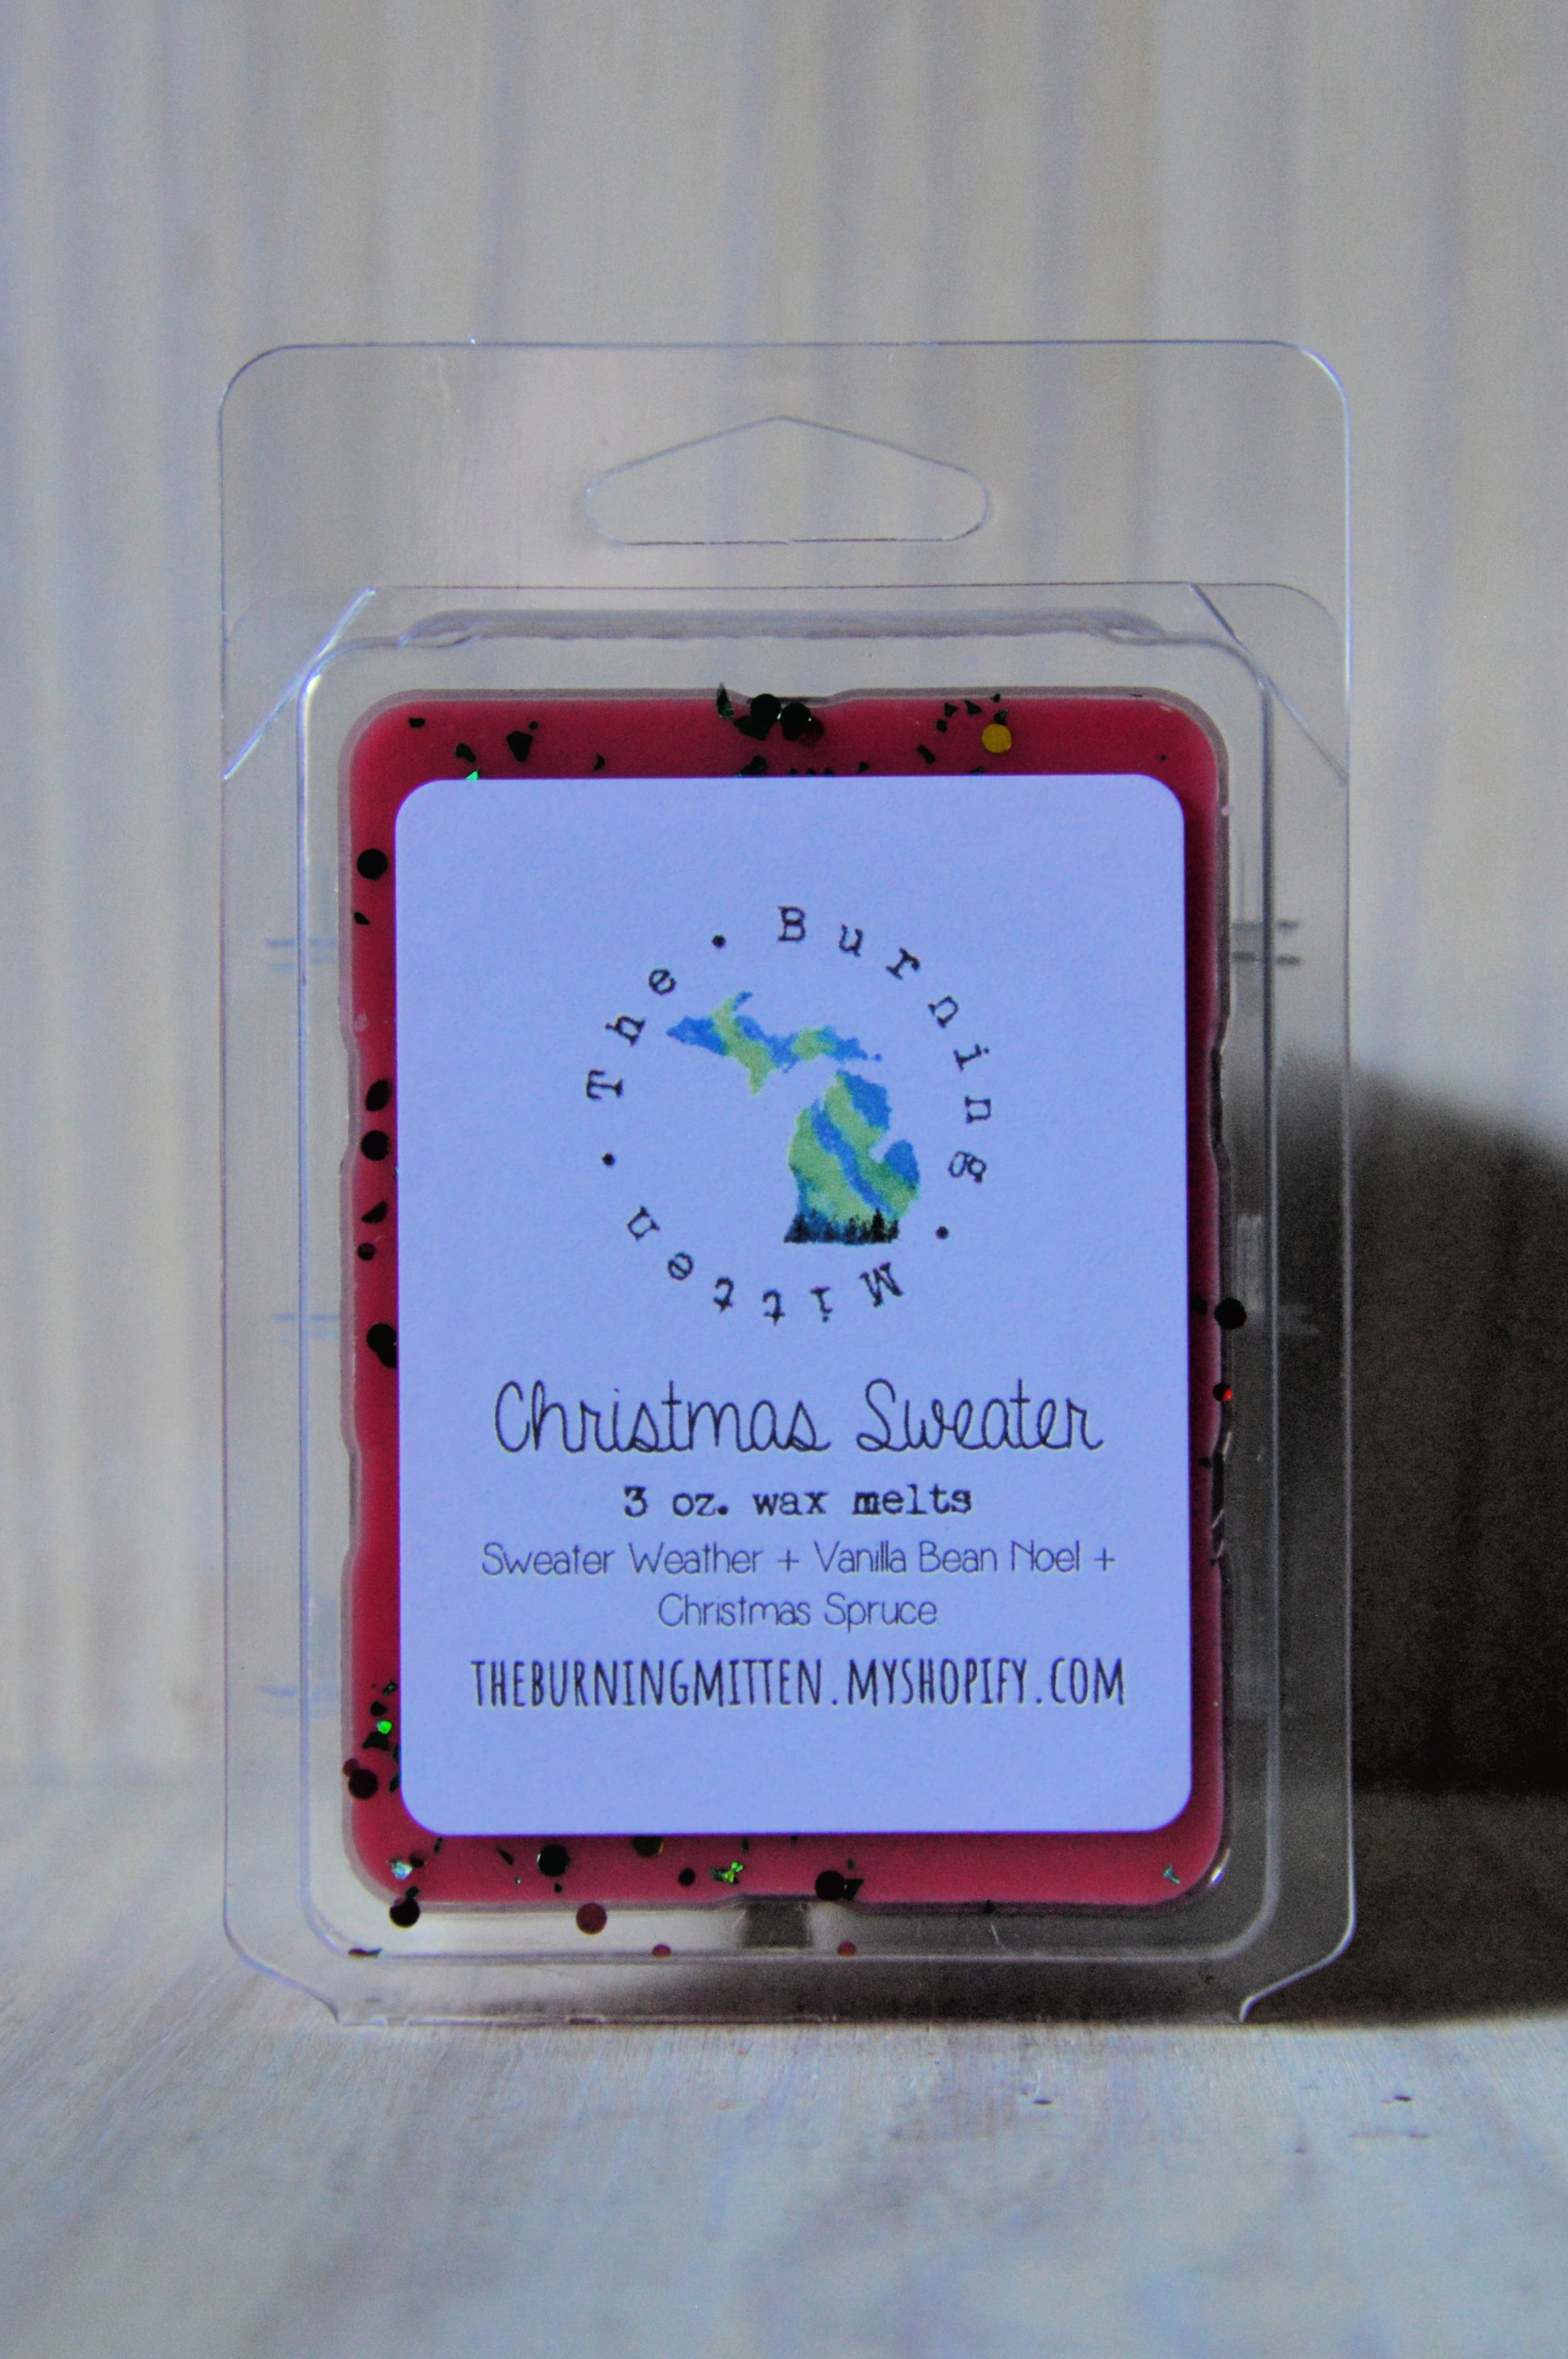 The • Burning • Mitten •
Christmas Sweater
3 oz. wax melts
Sweater Weather + Vanilla Bean Noel +
Christmas Spruce
THEBURNINGMITTEN.MYSHOPIFY.COM